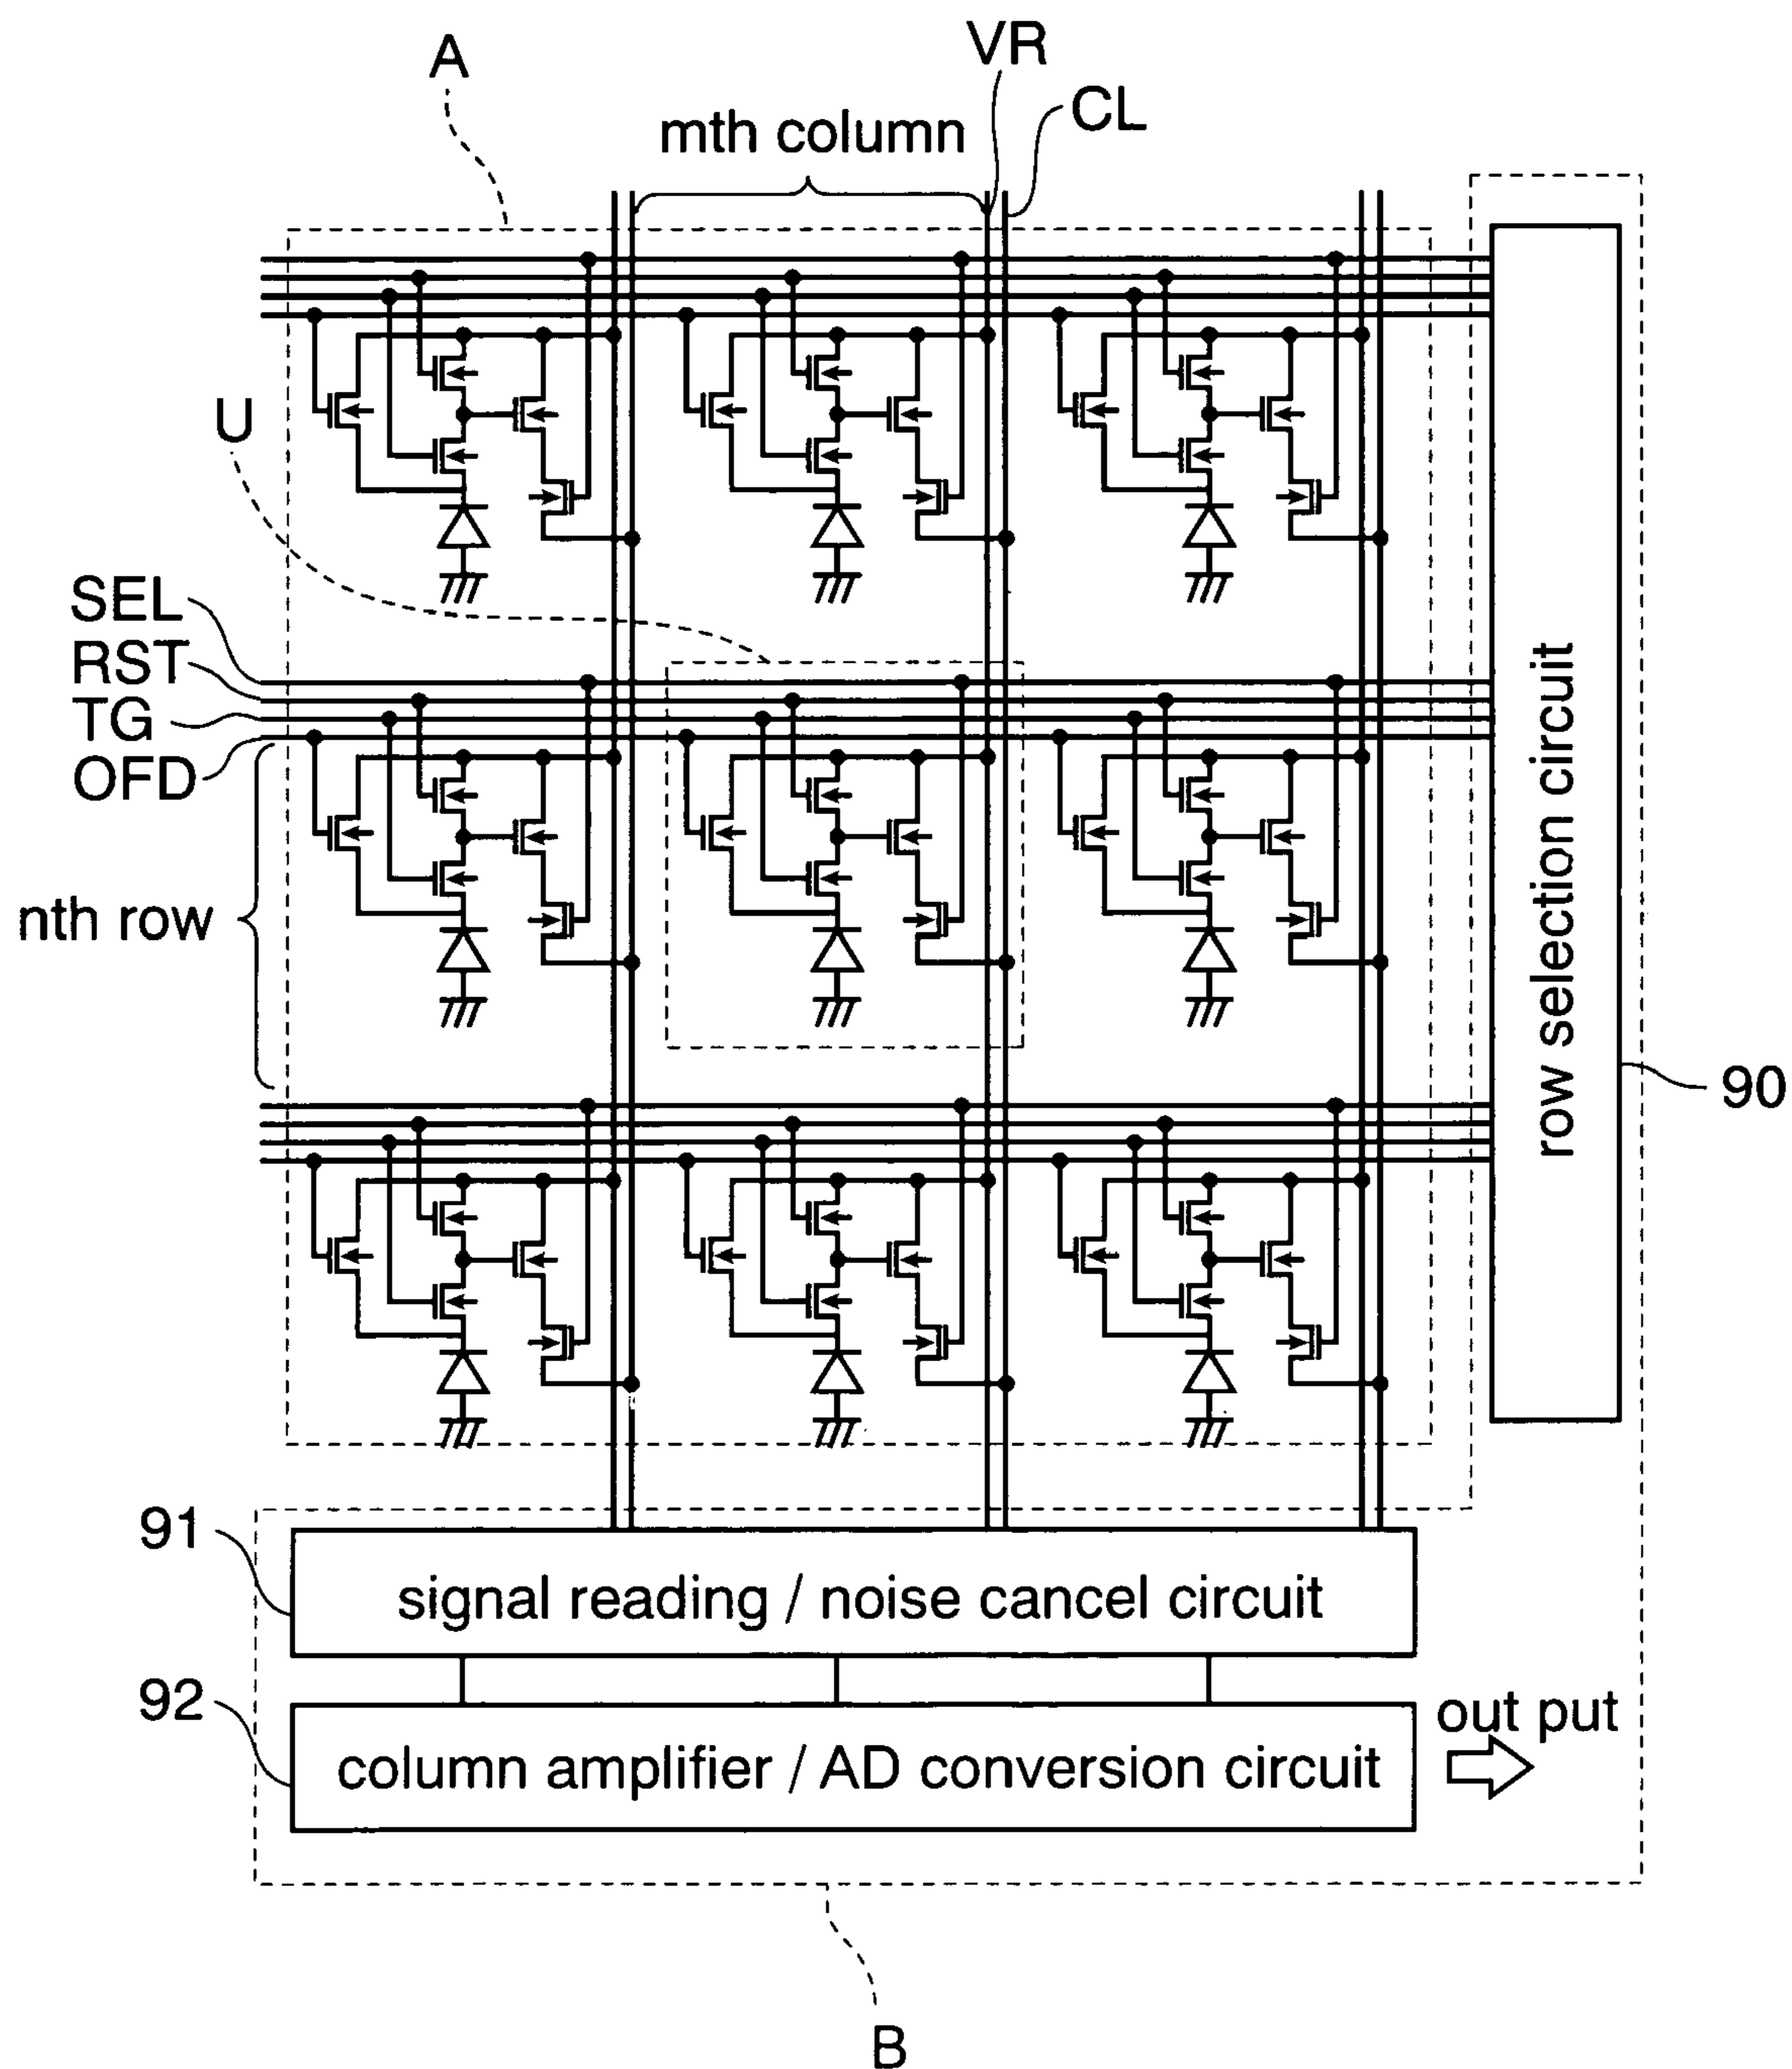 VR
A
CL
mth column
U
SEL
RST
TG
OFD
nth row
row selection circuit
90
91
signal reading / noise cancel circuit
92
out put
column amplifier / AD conversion circuit
B